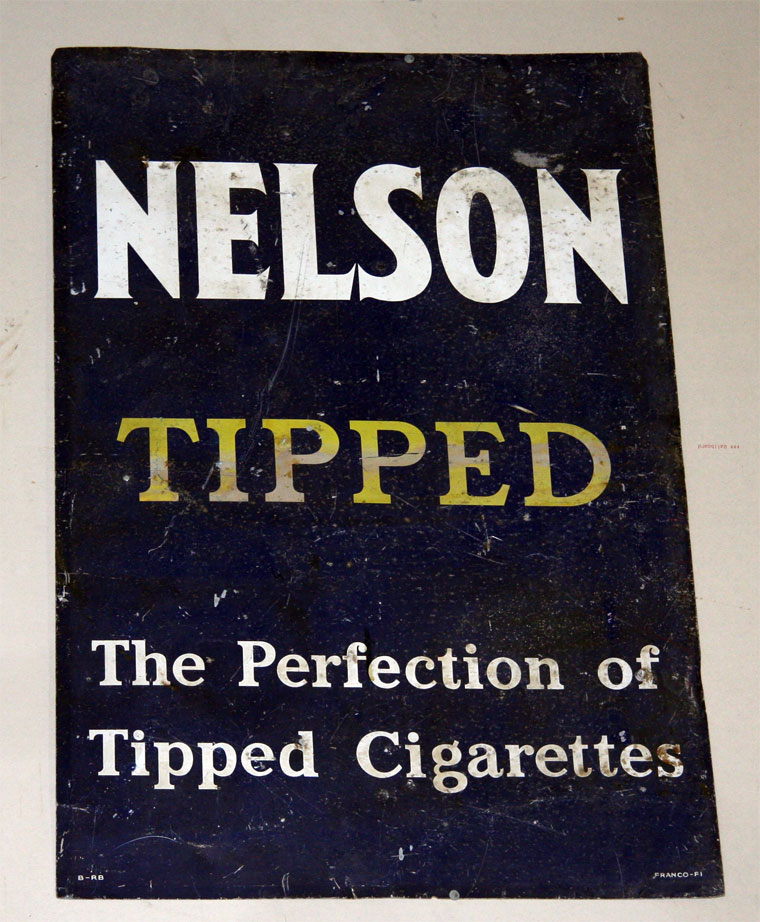 NELSON
TIPPED
The Perfection of
Tipped Cigarettes
B-RB FRANCO-FI